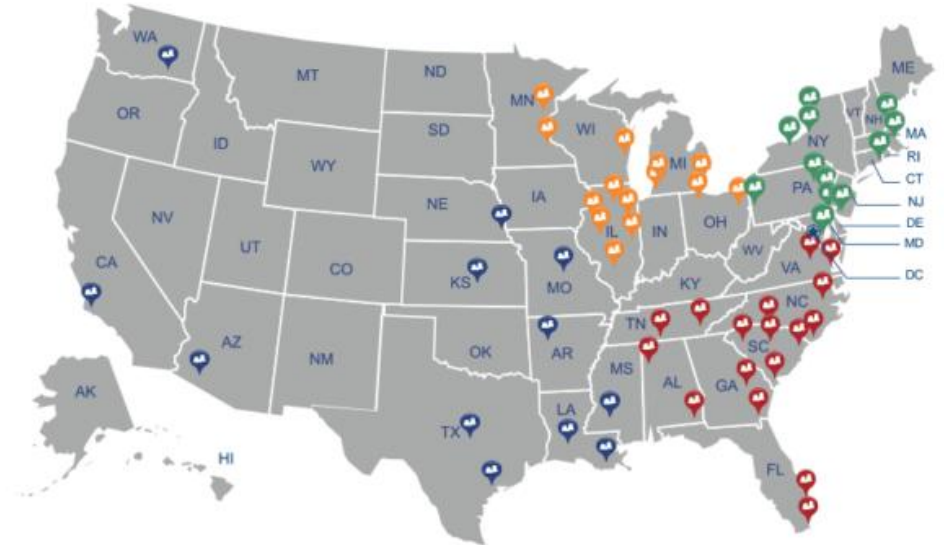 WA
MT
ND
MN
ME
OR
ID
SD
WI
VT
NH
WY
MI
NY
MA
RI
CT
NJ
NE
IA
PA
DE
MD
DC
NV
UT
CO
IL
IN
OH
WV
VA
CA
KS
MO
KY
NC
AZ
NM
OK
AR
TN
SC
MS
AL
GA
AK
TX
LA
HI
FL